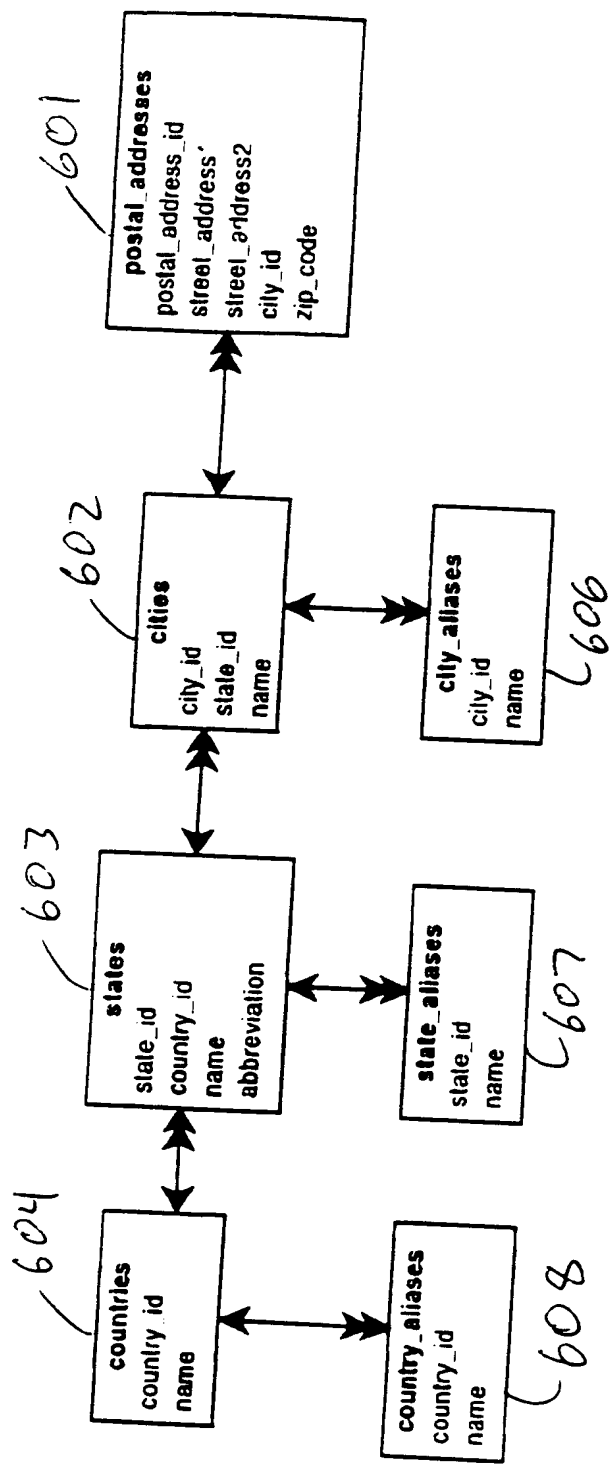 604
countries
country_id
name
603
states
state_id
country_id
name
abbreviation
602
cities
city_id
state_id
name
601
postal_addresses
postal_address_id
street_address'
street_address2
city_id
zip_code
country_aliases
country_id
name
608
state_aliases
state_id
name
607
city_aliases
city_id
name
606